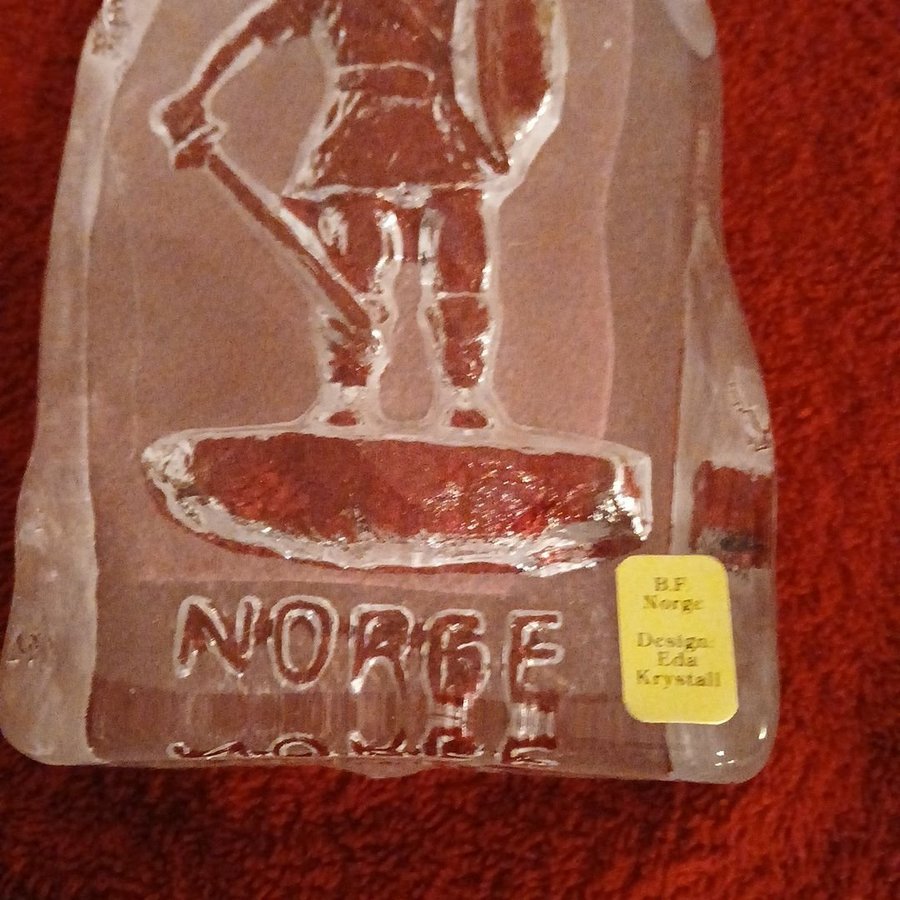 NORGE
B.F.
Norge
Design:
Eda
Krystall